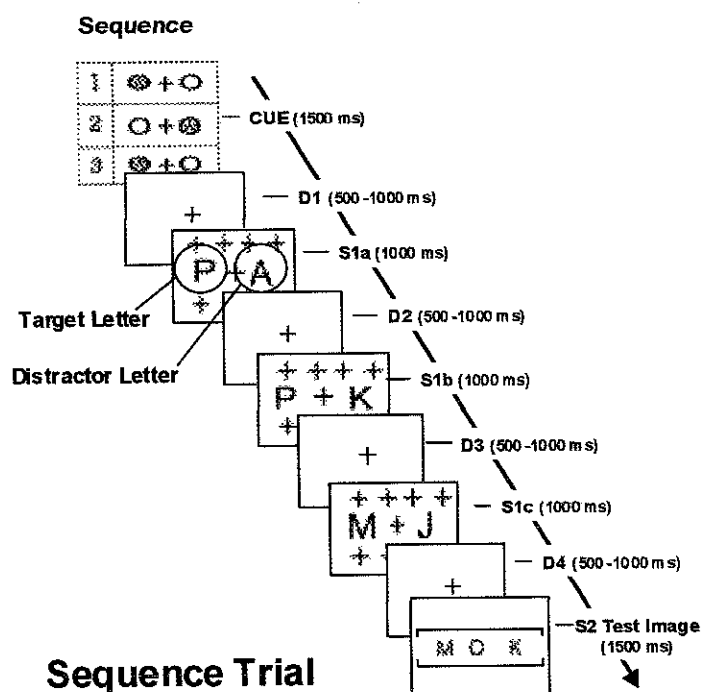 Sequence
1 +
2 +
3 +
CUE (1500 ms)
+
D1 (500-1000 ms)
+ + + +
P + A
+
S1a (1000 ms)
Target Letter
Distractor Letter
+
D2 (500-1000 ms)
+ + + +
P + K
+
S1b (1000 ms)
+
D3 (500-1000 ms)
+ + + +
M + J
+ +
S1c (1000 ms)
+
D4 (500-1000 ms)
M O K
S2 Test Image
(1500 ms)
Sequence Trial